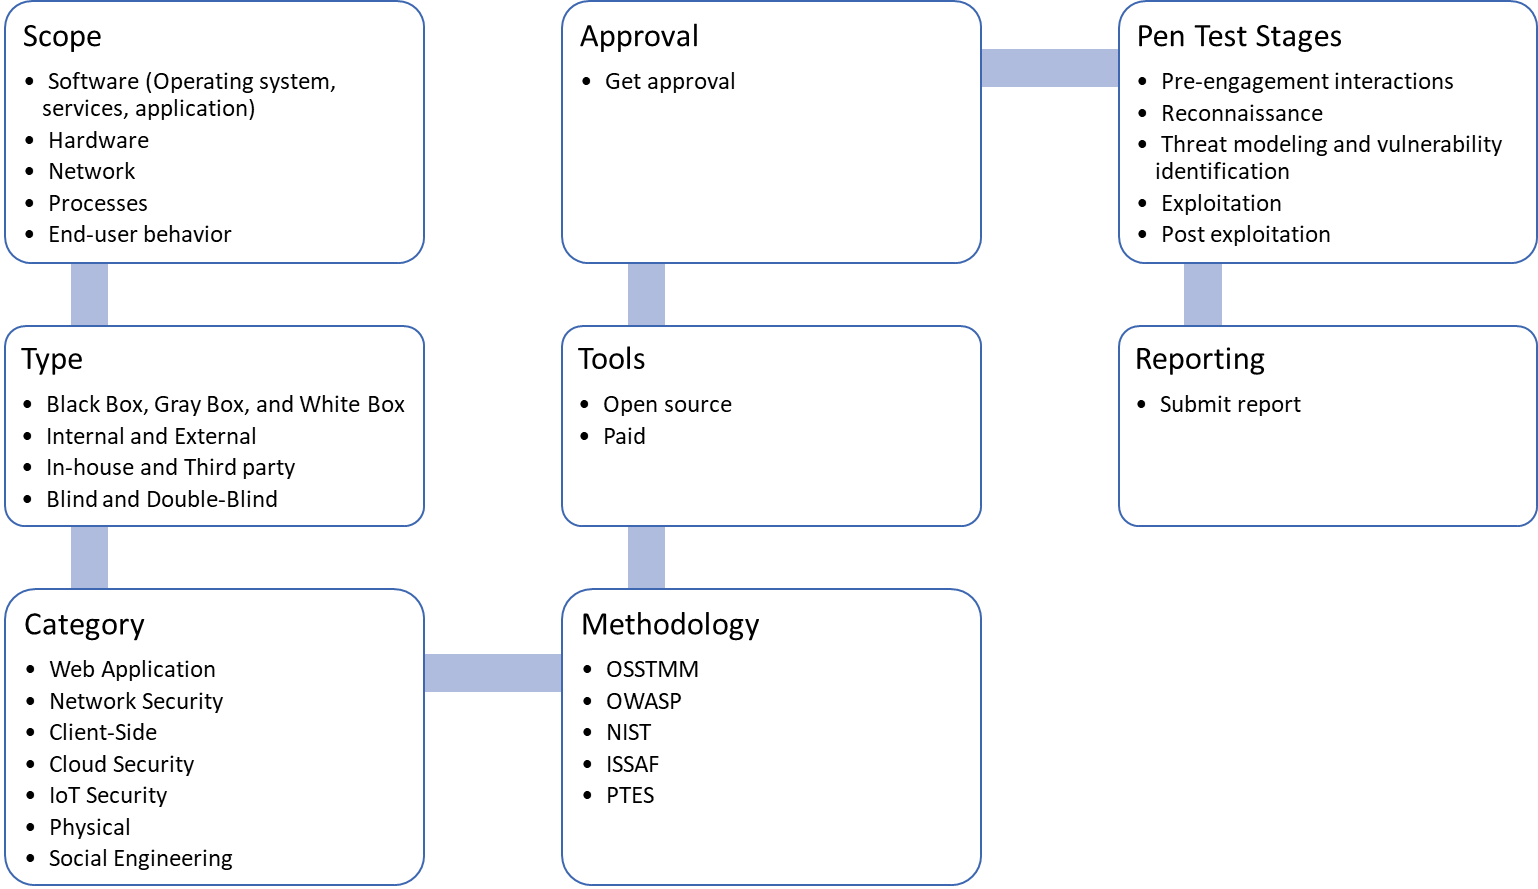 Scope
• Software (Operating system,
services, application)
• Hardware
• Network
• Processes
• End-user behavior
Type
• Black Box, Gray Box, and White Box
• Internal and External
• In-house and Third party
• Blind and Double-Blind
Category
• Web Application
• Network Security
• Client-Side
• Cloud Security
• IoT Security
• Physical
• Social Engineering
Methodology
• OSSTMM
• OWASP
• NIST
• ISSAF
• PTES
Tools
• Open source
• Paid
Approval
• Get approval
Pen Test Stages
• Pre-engagement interactions
• Reconnaissance
• Threat modeling and vulnerability
identification
• Exploitation
• Post exploitation
Reporting
• Submit report